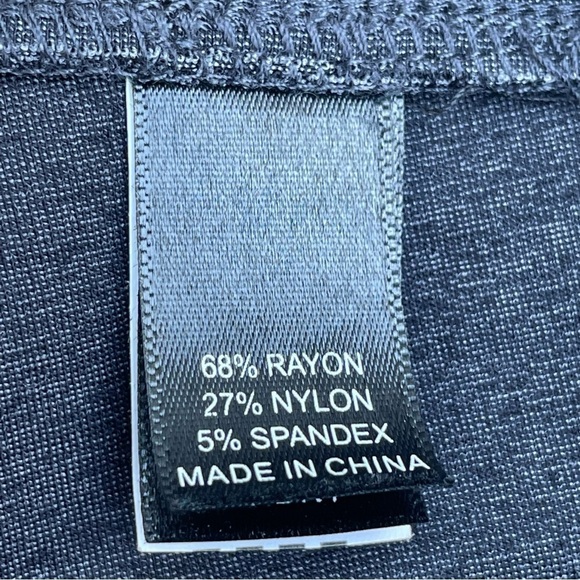 68% RAYON
27% NYLON
5% SPANDEX
MADE IN CHINA